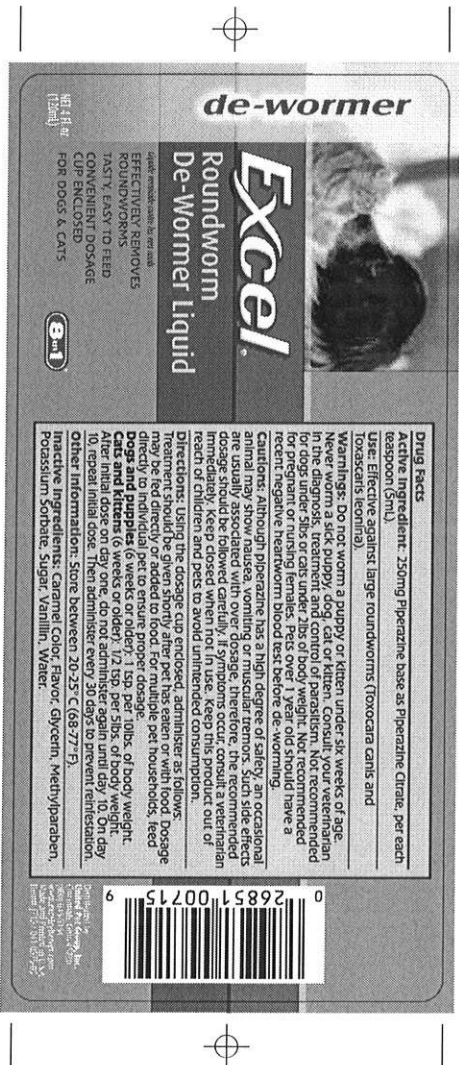 de-wormer
Excel®
Roundworm
De-Wormer Liquid
EFFECTIVELY REMOVES
ROUNDWORMS
TASTY, EASY TO FEED
CONVENIENT DOSAGE
CUP ENCLOSED
FOR DOGS & CATS
NET 4 Fl. oz
(120mL)
8in1®
Drug Facts
Active Ingredient: 250mg Piperazine base as Piperazine Citrate, per each
teaspoon (5mL).
Use: Effective against large roundworms (Toxocara canis and
Toxascaris leonina).
Warnings: Do not worm a puppy or kitten under six weeks of age.
Never worm a sick puppy, dog, cat or kitten. Consult your veterinarian
in the diagnosis, treatment and control of parasitism. Not recommended
for dogs under 5lbs or cats under 2lbs of body weight. Not recommended
for pregnant or nursing females. Pets over 1 year old should have a
recent negative heartworm blood test before de-worming.
Cautions: Although piperazine has a high degree of safety, an occasional
animal may show nausea, vomiting or muscular tremors. Such side effects
are usually associated with over dosage, therefore, the recommended
dosage should be followed carefully. If symptoms occur, consult a veterinarian
immediately. Keep closed when not in use. Keep this product out of
reach of children and pets to avoid unintended consumption.
Directions: Using the dosage cup enclosed, administer as follows:
Treatment should be given shortly after pet has eaten or with food. Dosage
may be fed directly or added to food. For multiple pet households, feed
directly to individual pet to ensure proper dosage.
Dogs and puppies (6 weeks or older): 1 tsp. per 10lbs. of body weight.
Cats and kittens (6 weeks or older): 1/2 tsp. per 5lbs. of body weight.
After initial dose on day one, do not administer again until day 10. On day
10, repeat initial dose. Then administer every 30 days to prevent reinfestation.
Other Information: Store between 20-25°C (68-77°F).
Inactive Ingredients: Caramel Color, Flavor, Glycerin, Methylparaben,
Potassium Sorbate, Sugar, Vanillin, Water.
0 26851 00715 9
United Pet Group, Inc.